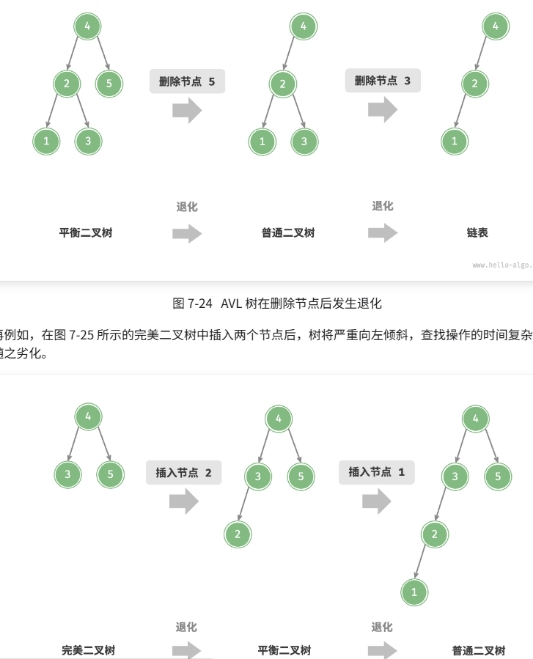 4 4 4
2 5 删除节点 5 2 删除节点 3 2
1 3 1 3 1
退化 退化
平衡二叉树 普通二叉树 链表
www.hello-algo.
图 7-24 AVL 树在删除节点后发生退化
例如，在图 7-25 所示的完美二叉树中插入两个节点后，树将严重向左倾斜，查找操作的时间复杂
之劣化。
4 4 4
3 5 插入节点 2 3 5 插入节点 1 3 5
2 2
1
退化 退化
完美二叉树 平衡二叉树 普通二叉树